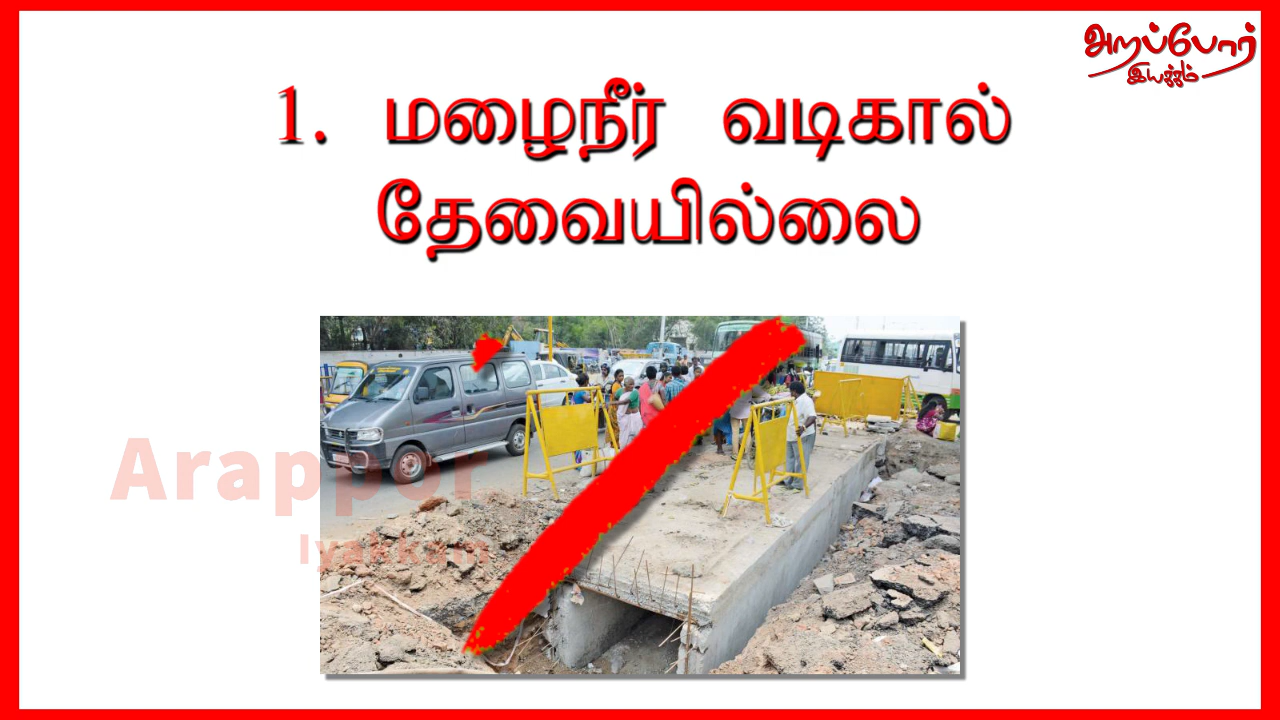 அறப்போர்
இயக்கம்
1. மழைநீர் வடிகால்
தேவையில்லை
Arappor
Iyakkam